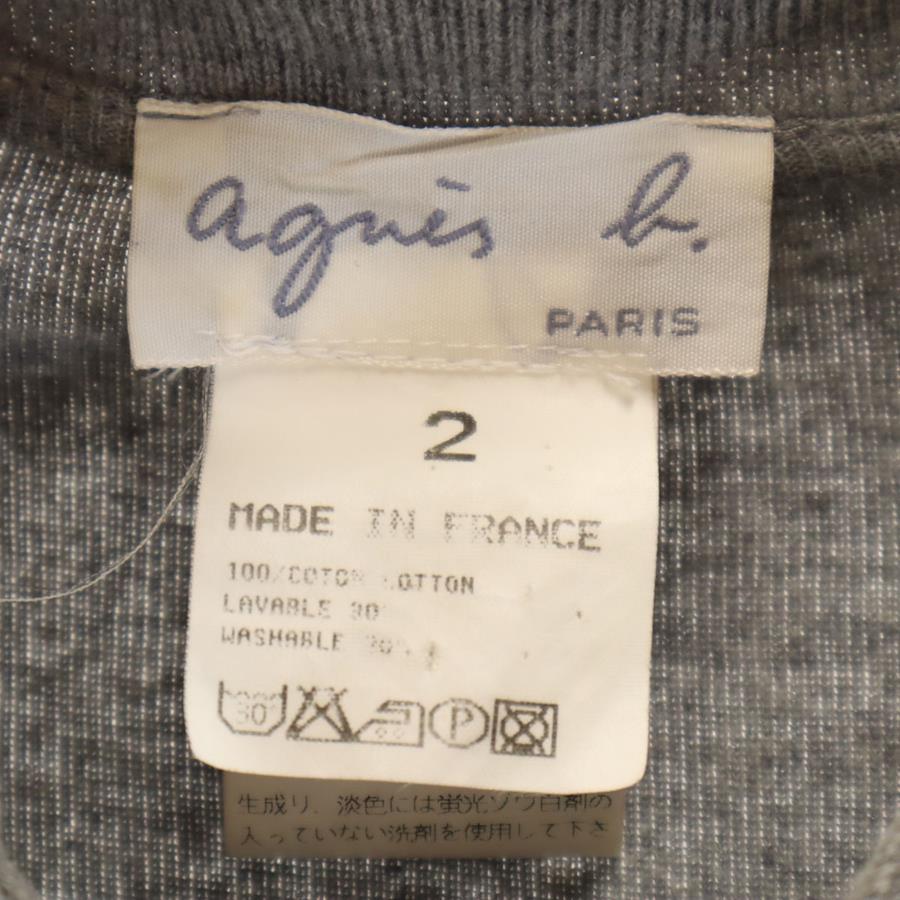 agnès b.
PARIS
2
MADE IN FRANCE
100/COTON COTTON
LAVABLE 30°
WASHABLE 30°
30°
P
生成り、淡色には蛍光ゾウ白剤の
入っていない洗剤を使用して下さ